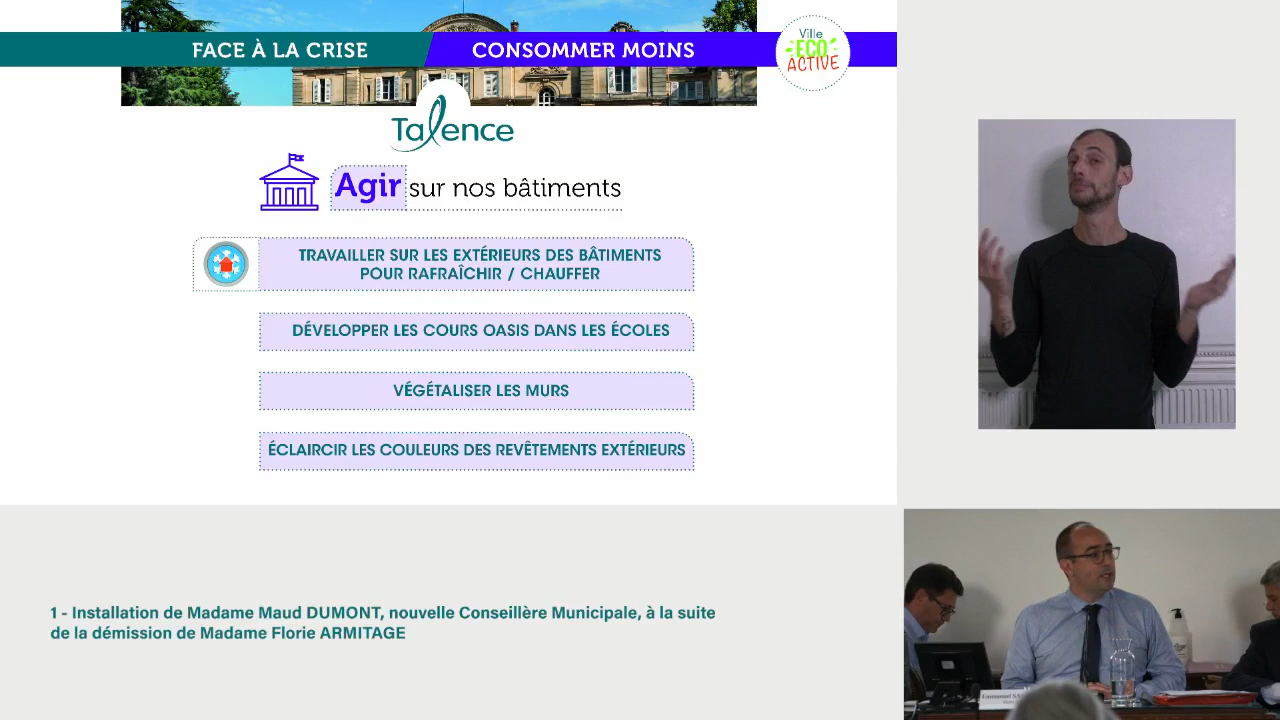 FACE À LA CRISE
CONSOMMER MOINS
Ville
ECO
ACTIVE
Talence
Agir sur nos bâtiments
TRAVAILLER SUR LES EXTÉRIEURS DES BÂTIMENTS
POUR RAFRAÎCHIR / CHAUFFER
DÉVELOPPER LES COURS OASIS DANS LES ÉCOLES
VÉGÉTALISER LES MURS
ÉCLAIRCIR LES COULEURS DES REVÊTEMENTS EXTÉRIEURS
1 - Installation de Madame Maud DUMONT, nouvelle Conseillère Municipale, à la suite
de la démission de Madame Florie ARMITAGE
Emmanuel